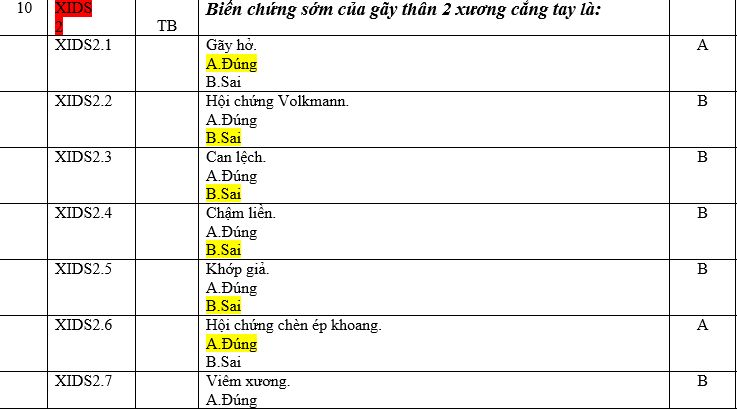 10 XIDS Biến chứng sớm của gãy thân 2 xương cẳng tay là:
2 TB
XIDS2.1 Gãy hở. A
A.Đúng
B.Sai
XIDS2.2 Hội chứng Volkmann. B
A.Đúng
B.Sai
XIDS2.3 Can lệch. B
A.Đúng
B.Sai
XIDS2.4 Chậm liền. B
A.Đúng
B.Sai
XIDS2.5 Khớp giả. B
A.Đúng
B.Sai
XIDS2.6 Hội chứng chèn ép khoang. A
A.Đúng
B.Sai
XIDS2.7 Viêm xương. B
A.Đúng